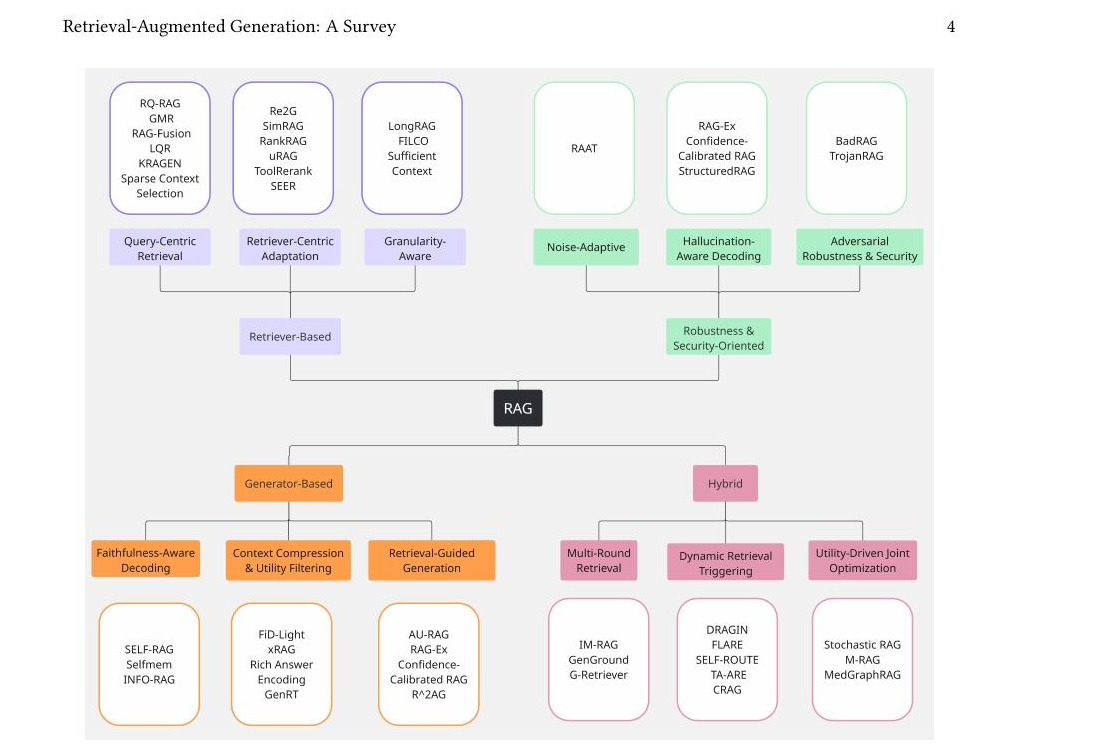 Retrieval-Augmented Generation: A Survey
4
RQ-RAG
GMR
RAG-Fusion
LQR
KRAGEN
Sparse Context
Selection
Re2G
SimRAG
RankRAG
uRAG
ToolRerank
SEER
LongRAG
FILCO
Sufficient
Context
RAAT
RAG-Ex
Confidence-
Calibrated RAG
StructuredRAG
BadRAG
TrojanRAG
Query-Centric
Retrieval
Retriever-Centric
Adaptation
Granularity-
Aware
Noise-Adaptive
Hallucination-
Aware Decoding
Adversarial
Robustness & Security
Retriever-Based
Robustness &
Security-Oriented
RAG
Generator-Based
Hybrid
Faithfulness-Aware
Decoding
Context Compression
& Utility Filtering
Retrieval-Guided
Generation
Multi-Round
Retrieval
Dynamic Retrieval
Triggering
Utility-Driven Joint
Optimization
SELF-RAG
Selfmem
INFO-RAG
FiD-Light
xRAG
Rich Answer
Encoding
GenRT
AU-RAG
RAG-Ex
Confidence-
Calibrated RAG
R^2AG
IM-RAG
GenGround
G-Retriever
DRAGIN
FLARE
SELF-ROUTE
TA-ARE
CRAG
Stochastic RAG
M-RAG
MedGraphRAG